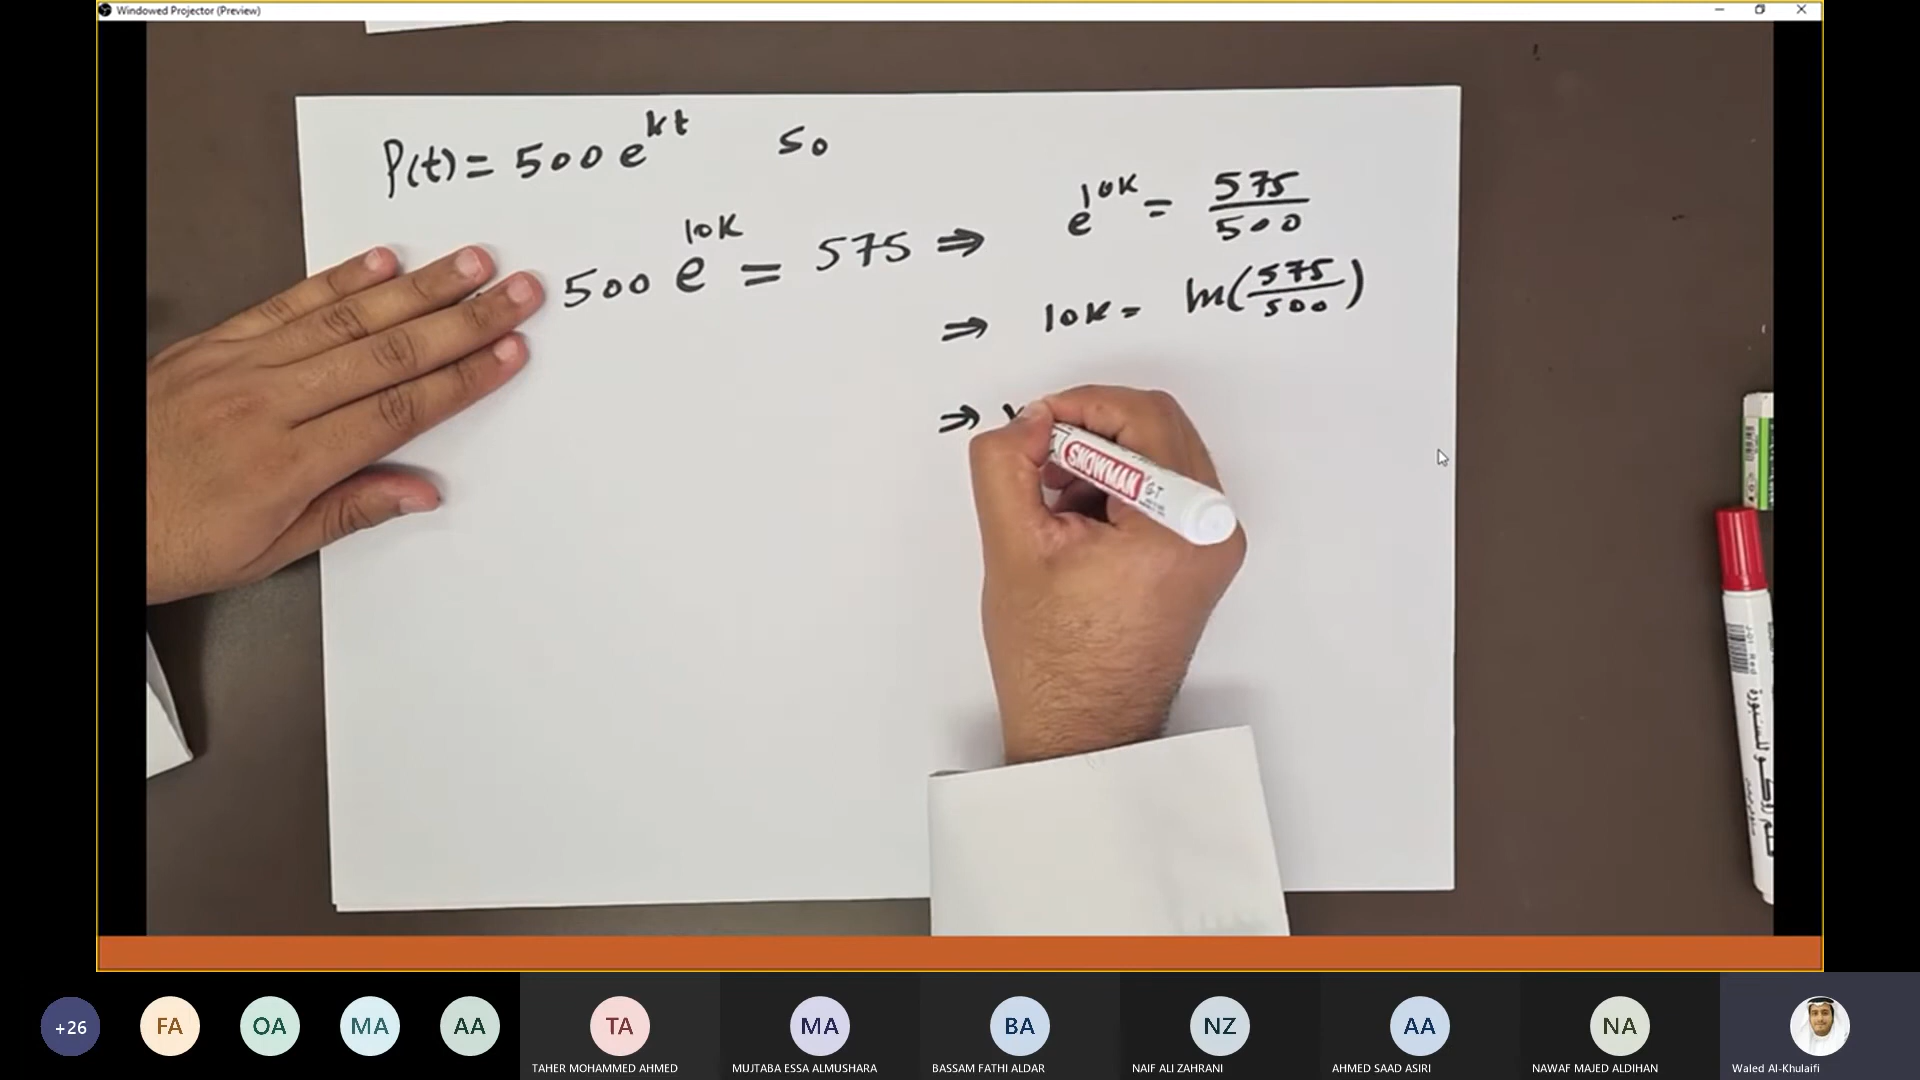 Windowed Projector (Preview)
P(t) = 500 e^kt so
500 e^10k = 575 ⇒ e^10k = 575/500
⇒ 10k = ln(575/500)
⇒ k
SNOWMAN
+26
FA
OA
MA
AA
TA
MA
BA
NZ
AA
NA
TAHER MOHAMMED AHMED
MUJTABA ESSA ALMUSHARA
BASSAM FATHI ALDAR
NAIF ALI ZAHRANI
AHMED SAAD ASIRI
NAWAF MAJED ALDIHAN
Waled Al-Khulaifi